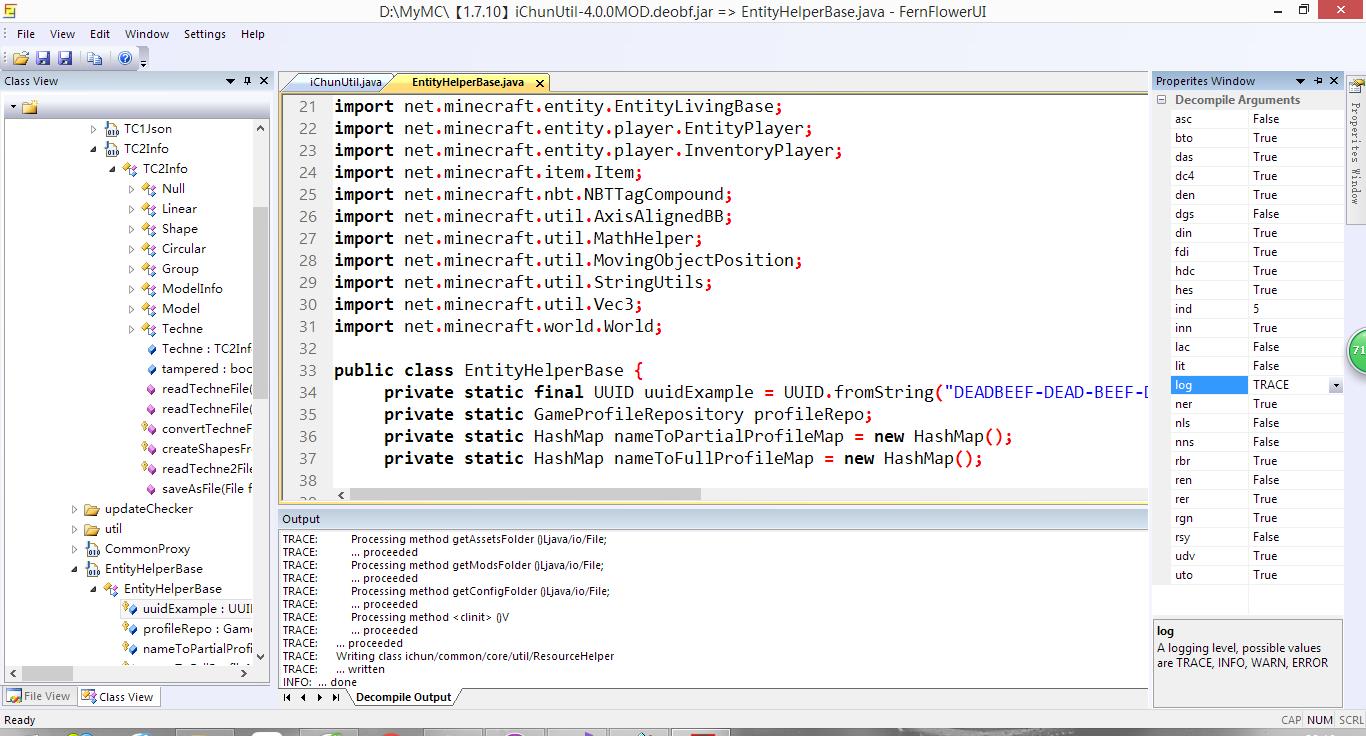 D:\MyMC\【1.7.10】iChunUtil-4.0.0MOD.deobf.jar => EntityHelperBase.java - FernFlowerUI
File View Edit Window Settings Help
Class View
TC1Json
TC2Info
TC2Info
Null
Linear
Shape
Circular
Group
ModelInfo
Model
Techne
Techne : TC2Inf
tampered : boc
readTechneFile(
readTechneFile(
convertTechneF
createShapesFr
readTechne2File
saveAsFile(File f
updateChecker
util
CommonProxy
EntityHelperBase
EntityHelperBase
uuidExample : UUI
profileRepo : Game
nameToPartialProfi
File View Class View
iChunUtil.java EntityHelperBase.java
21 import net.minecraft.entity.EntityLivingBase;
22 import net.minecraft.entity.player.EntityPlayer;
23 import net.minecraft.entity.player.InventoryPlayer;
24 import net.minecraft.item.Item;
25 import net.minecraft.nbt.NBTTagCompound;
26 import net.minecraft.util.AxisAlignedBB;
27 import net.minecraft.util.MathHelper;
28 import net.minecraft.util.MovingObjectPosition;
29 import net.minecraft.util.StringUtils;
30 import net.minecraft.util.Vec3;
31 import net.minecraft.world.World;
32
33 public class EntityHelperBase {
34 private static final UUID uuidExample = UUID.fromString("DEADBEEF-DEAD-BEEF-D
35 private static GameProfileRepository profileRepo;
36 private static HashMap nameToPartialProfileMap = new HashMap();
37 private static HashMap nameToFullProfileMap = new HashMap();
38
Output
TRACE: Processing method getAssetsFolder ()Ljava/io/File;
TRACE: ... proceeded
TRACE: Processing method getModsFolder ()Ljava/io/File;
TRACE: ... proceeded
TRACE: Processing method getConfigFolder ()Ljava/io/File;
TRACE: ... proceeded
TRACE: Processing method <clinit> ()V
TRACE: ... proceeded
TRACE: ... proceeded
TRACE: Writing class ichun/common/core/util/ResourceHelper
TRACE: ... written
INFO: ... done
Decompile Output
Properites Window
Decompile Arguments
asc False
bto True
das True
dc4 True
den True
dgs False
din True
fdi True
hdc True
hes True
ind 5
inn True
lac False
lit False
log TRACE
ner True
nls False
nns False
rbr True
ren False
rer True
rgn True
rsy False
udv True
uto True
log
A logging level, possible values
are TRACE, INFO, WARN, ERROR
Properites Window
71
Ready
CAP NUM SCRL